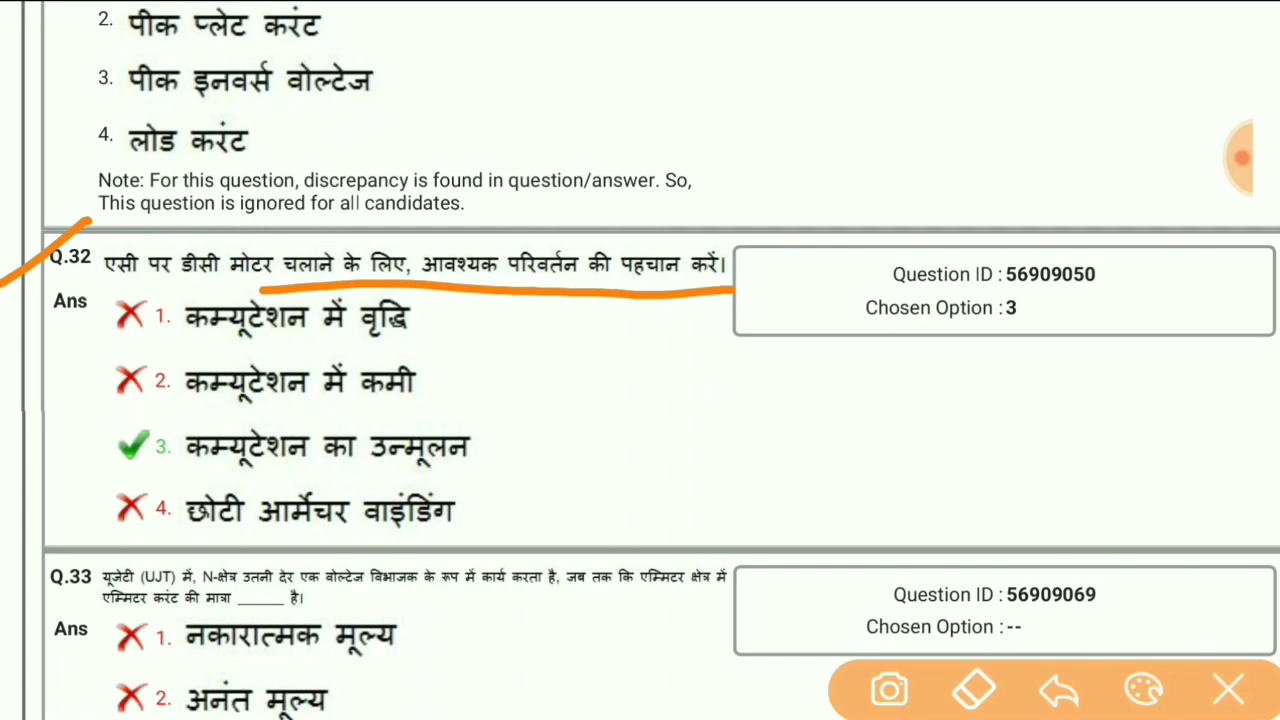 2. पीक प्लेट करंट
3. पीक इनवर्स वोल्टेज
4. लोड करंट
Note: For this question, discrepancy is found in question/answer. So,
This question is ignored for all candidates.
Q.32 एसी पर डीसी मोटर चलाने के लिए, आवश्यक परिवर्तन की पहचान करें।
Question ID : 56909050
Chosen Option : 3
Ans
1. कम्यूटेशन में वृद्धि
2. कम्यूटेशन में कमी
3. कम्यूटेशन का उन्मूलन
4. छोटी आर्मेचर वाइंडिंग
Q.33 यूजेटी (UJT) में, N-क्षेत्र उतनी देर एक वोल्टेज विभाजक के रूप में कार्य करता है, जब तक कि एम्मिटर क्षेत्र में
एम्मिटर करंट की मात्रा ______ है।
Question ID : 56909069
Chosen Option : --
Ans
1. नकारात्मक मूल्य
2. अनंत मूल्य